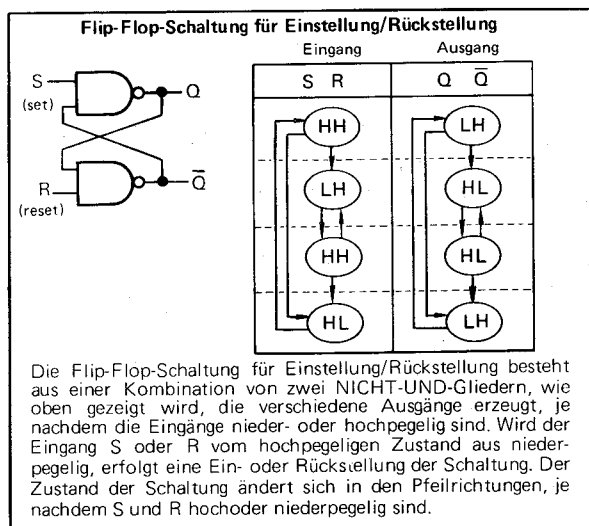 Flip-Flop-Schaltung für Einstellung/Rückstellung
Eingang Ausgang
S R Q Q̅
S Q
(set)
R Q̅
(reset)
HH LH
LH HL
HH HL
HL LH
Die Flip-Flop-Schaltung für Einstellung/Rückstellung besteht
aus einer Kombination von zwei NICHT-UND-Gliedern, wie
oben gezeigt wird, die verschiedene Ausgänge erzeugt, je
nachdem die Eingänge nieder- oder hochpegelig sind. Wird der
Eingang S oder R vom hochpegeligen Zustand aus nieder-
pegelig, erfolgt eine Ein- oder Rückstellung der Schaltung. Der
Zustand der Schaltung ändert sich in den Pfeilrichtungen, je
nachdem S und R hochoder niederpegelig sind.